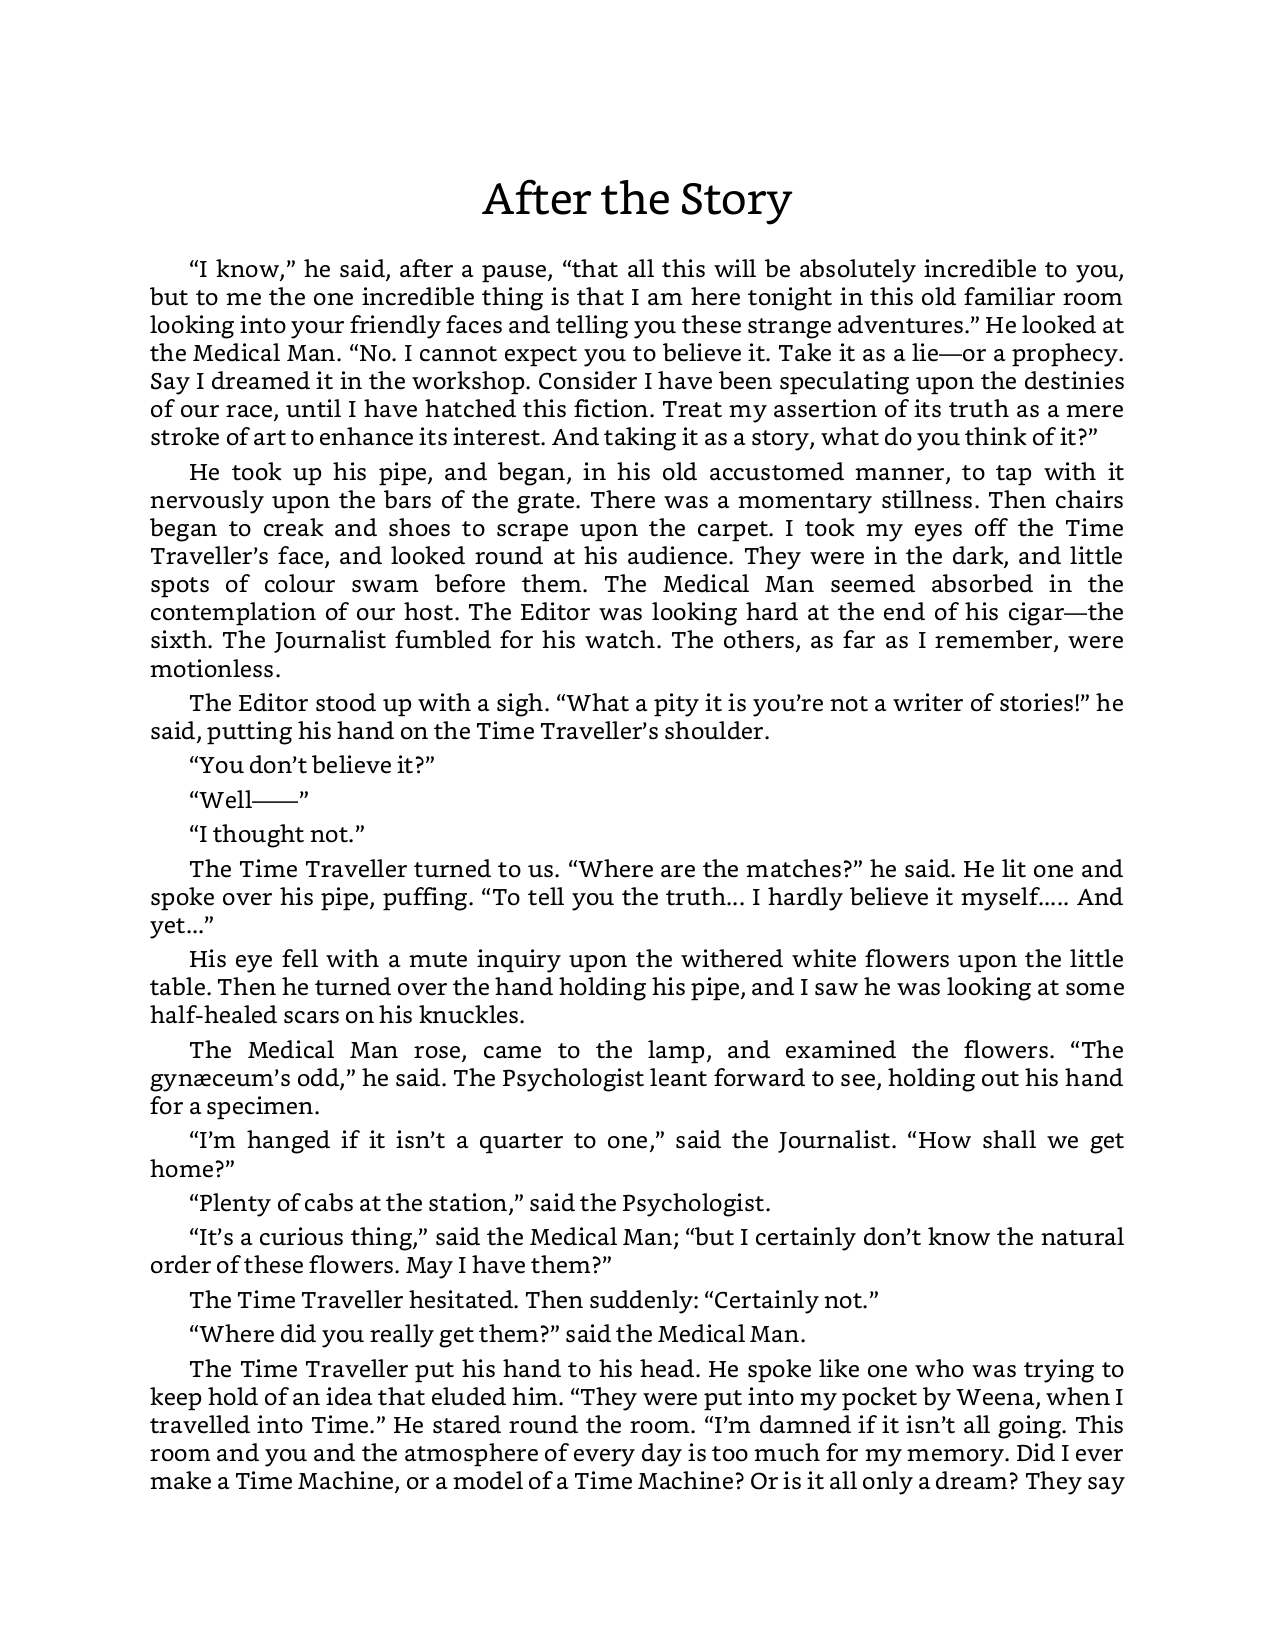 After the Story
“I know,” he said, after a pause, “that all this will be absolutely incredible to you,
but to me the one incredible thing is that I am here tonight in this old familiar room
looking into your friendly faces and telling you these strange adventures.” He looked at
the Medical Man. “No. I cannot expect you to believe it. Take it as a lie—or a prophecy.
Say I dreamed it in the workshop. Consider I have been speculating upon the destinies
of our race, until I have hatched this fiction. Treat my assertion of its truth as a mere
stroke of art to enhance its interest. And taking it as a story, what do you think of it?”
He took up his pipe, and began, in his old accustomed manner, to tap with it
nervously upon the bars of the grate. There was a momentary stillness. Then chairs
began to creak and shoes to scrape upon the carpet. I took my eyes off the Time
Traveller’s face, and looked round at his audience. They were in the dark, and little
spots of colour swam before them. The Medical Man seemed absorbed in the
contemplation of our host. The Editor was looking hard at the end of his cigar—the
sixth. The Journalist fumbled for his watch. The others, as far as I remember, were
motionless.
The Editor stood up with a sigh. “What a pity it is you’re not a writer of stories!” he
said, putting his hand on the Time Traveller’s shoulder.
“You don’t believe it?”
“Well——”
“I thought not.”
The Time Traveller turned to us. “Where are the matches?” he said. He lit one and
spoke over his pipe, puffing. “To tell you the truth... I hardly believe it myself..... And
yet...”
His eye fell with a mute inquiry upon the withered white flowers upon the little
table. Then he turned over the hand holding his pipe, and I saw he was looking at some
half-healed scars on his knuckles.
The Medical Man rose, came to the lamp, and examined the flowers. “The
gynæceum’s odd,” he said. The Psychologist leant forward to see, holding out his hand
for a specimen.
“I’m hanged if it isn’t a quarter to one,” said the Journalist. “How shall we get
home?”
“Plenty of cabs at the station,” said the Psychologist.
“It’s a curious thing,” said the Medical Man; “but I certainly don’t know the natural
order of these flowers. May I have them?”
The Time Traveller hesitated. Then suddenly: “Certainly not.”
“Where did you really get them?” said the Medical Man.
The Time Traveller put his hand to his head. He spoke like one who was trying to
keep hold of an idea that eluded him. “They were put into my pocket by Weena, when I
travelled into Time.” He stared round the room. “I’m damned if it isn’t all going. This
room and you and the atmosphere of every day is too much for my memory. Did I ever
make a Time Machine, or a model of a Time Machine? Or is it all only a dream? They say